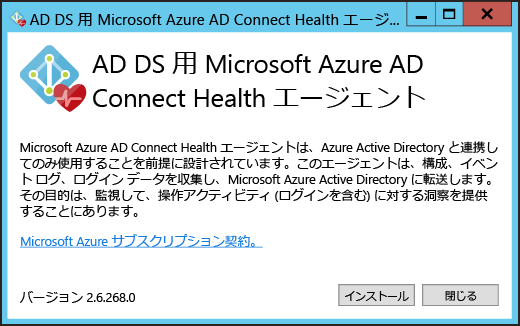 AD DS 用 Microsoft Azure AD Connect Health エージ...
AD DS 用 Microsoft Azure AD
Connect Health エージェント
Microsoft Azure AD Connect Health エージェントは、Azure Active Directory と連携し
てのみ使用することを前提に設計されています。このエージェントは、構成、イベン
ト ログ、ログイン データを収集し、Microsoft Azure Active Directory に転送します。
その目的は、監視して、操作アクティビティ (ログインを含む) に対する洞察を提供
することにあります。
Microsoft Azure サブスクリプション契約。
バージョン 2.6.268.0
インストール
閉じる